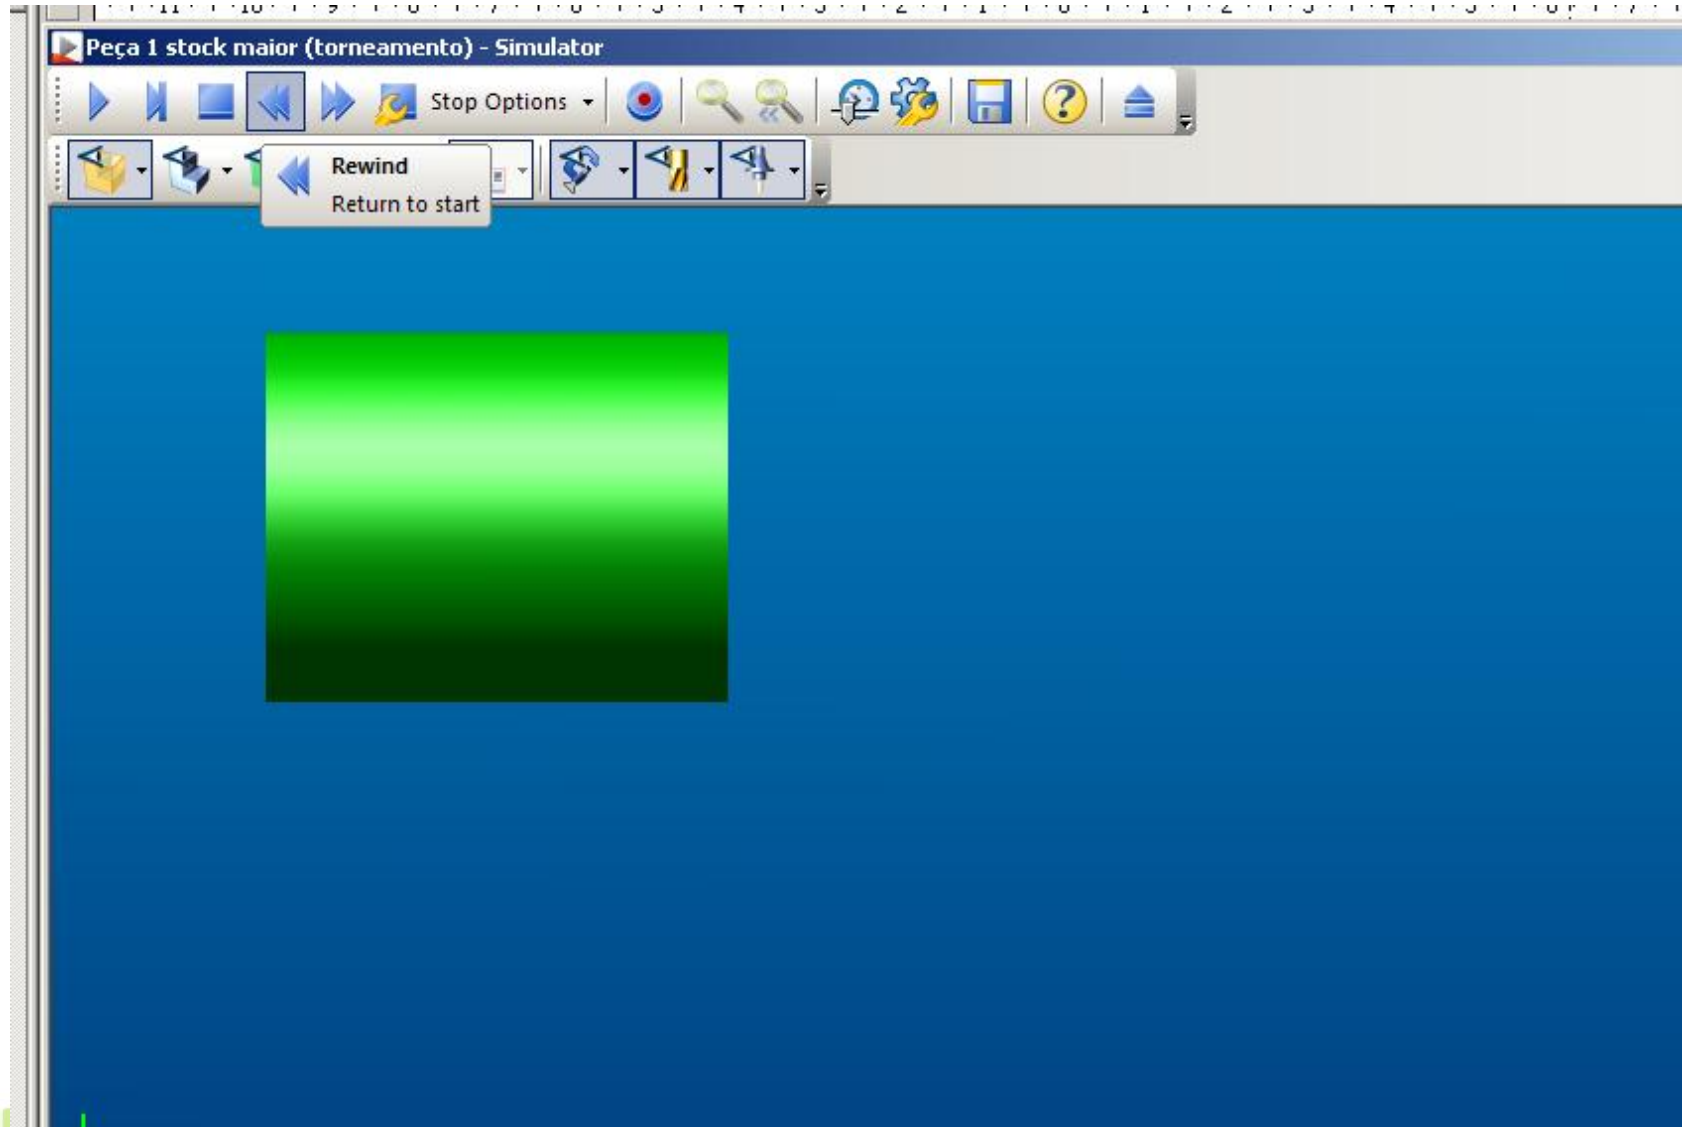 Peça 1 stock maior (torneamento) - Simulator
Stop Options
Rewind
Return to start